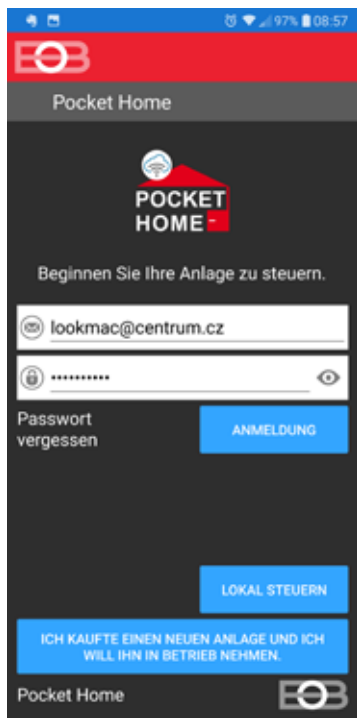 97% 08:57
EOB
Pocket Home
POCKET
HOME
Beginnen Sie Ihre Anlage zu steuern.
lookmac@centrum.cz
••••••••••
Passwort
vergessen
ANMELDUNG
LOKAL STEUERN
ICH KAUFTE EINEN NEUEN ANLAGE UND ICH
WILL IHN IN BETRIEB NEHMEN.
Pocket Home
EOB